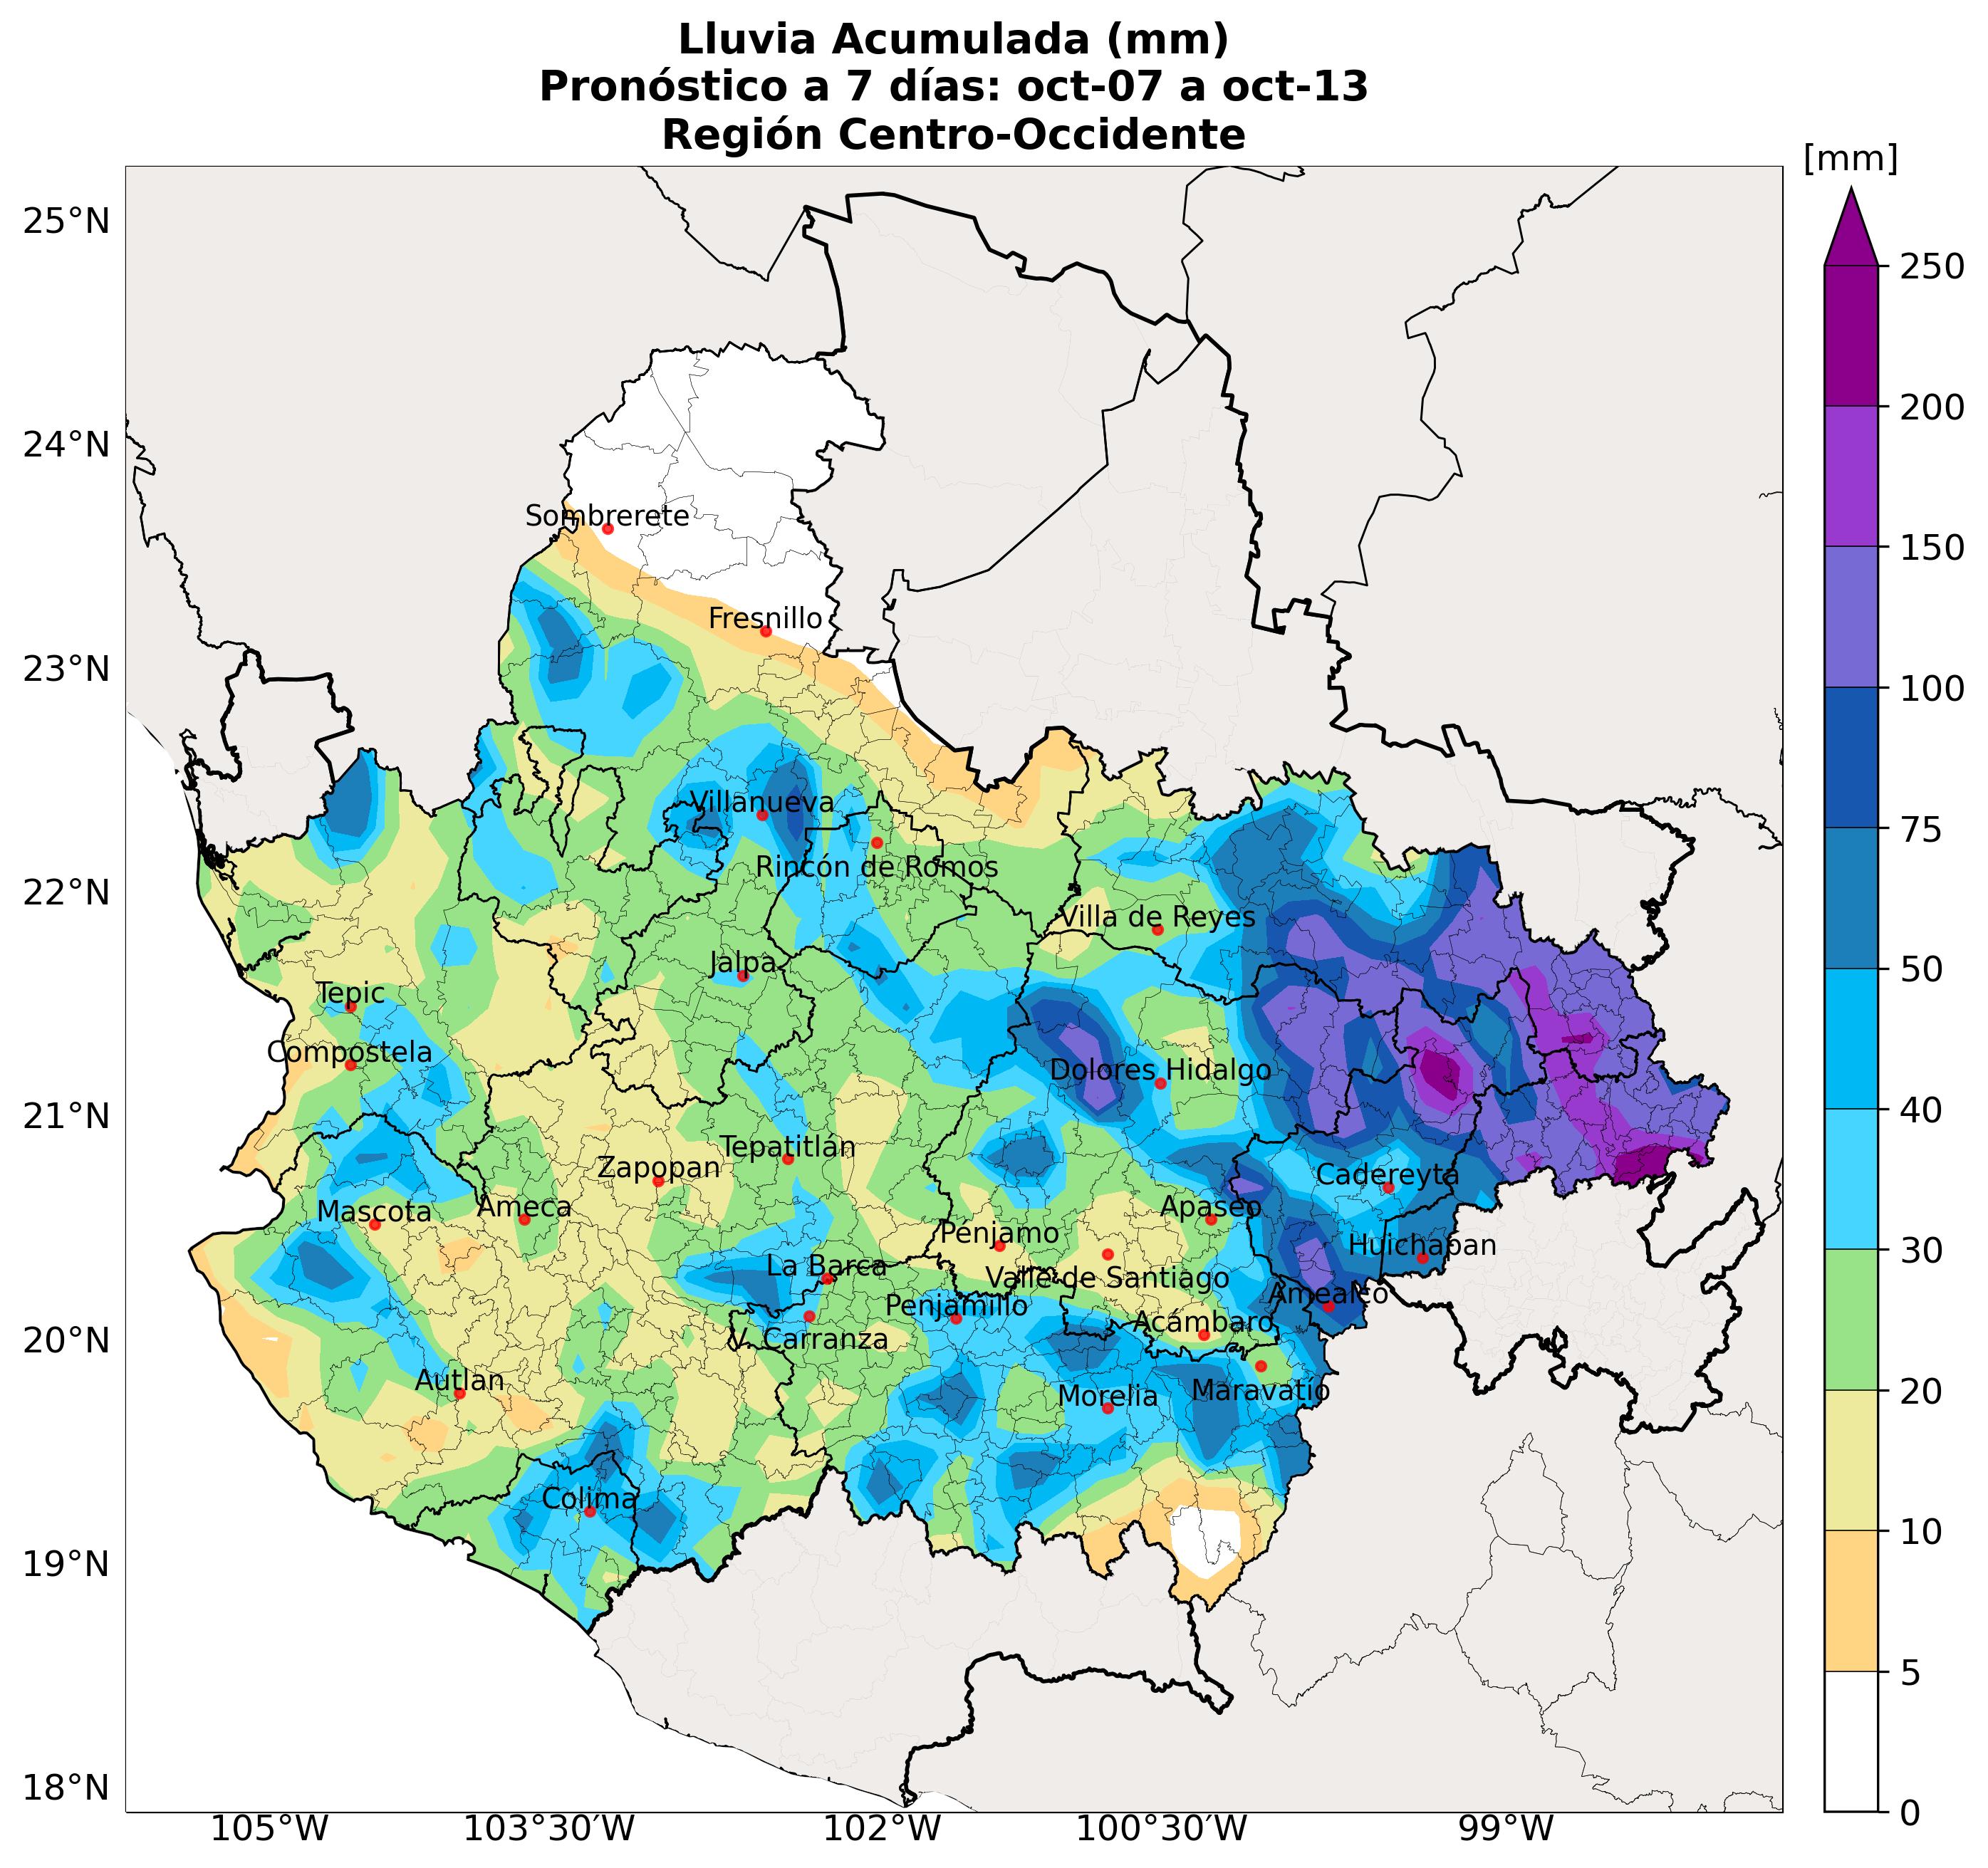 Lluvia Acumulada (mm)
Pronóstico a 7 días: oct-07 a oct-13
Región Centro-Occidente
[mm]
25°N
250
200
24°N
Sombrerete
150
Fresnillo
23°N
100
Villanueva
75
Rincón de Romos
22°N
Villa de Reyes
Jalpa
50
Tepic
Compostela
Dolores Hidalgo
21°N
40
Tepatitlán
Zapopan
Cadereyta
Mascota
Ameca
Apaseo
Penjamo
Huichapan
30
La Barca
Valle de Santiago
Amealco
Penjamillo
20°N
V. Carranza
Acámbaro
Autlan
Morelia
Maravatío
20
Colima
10
19°N
5
18°N
0
105°W
103°30'W
102°W
100°30'W
99°W